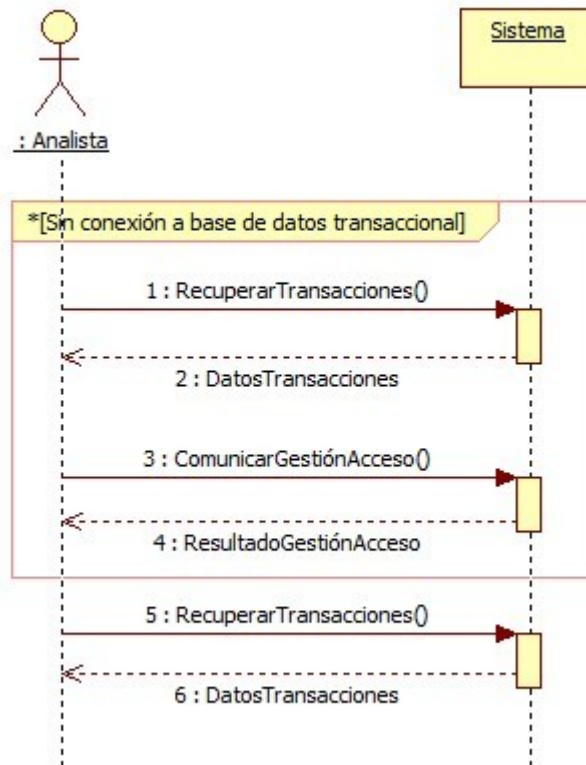 Sistema
: Analista
*[Sin conexión a base de datos transaccional]
1 : RecuperarTransacciones()
2 : DatosTransacciones
3 : ComunicarGestiónAcceso()
4 : ResultadoGestiónAcceso
5 : RecuperarTransacciones()
6 : DatosTransacciones